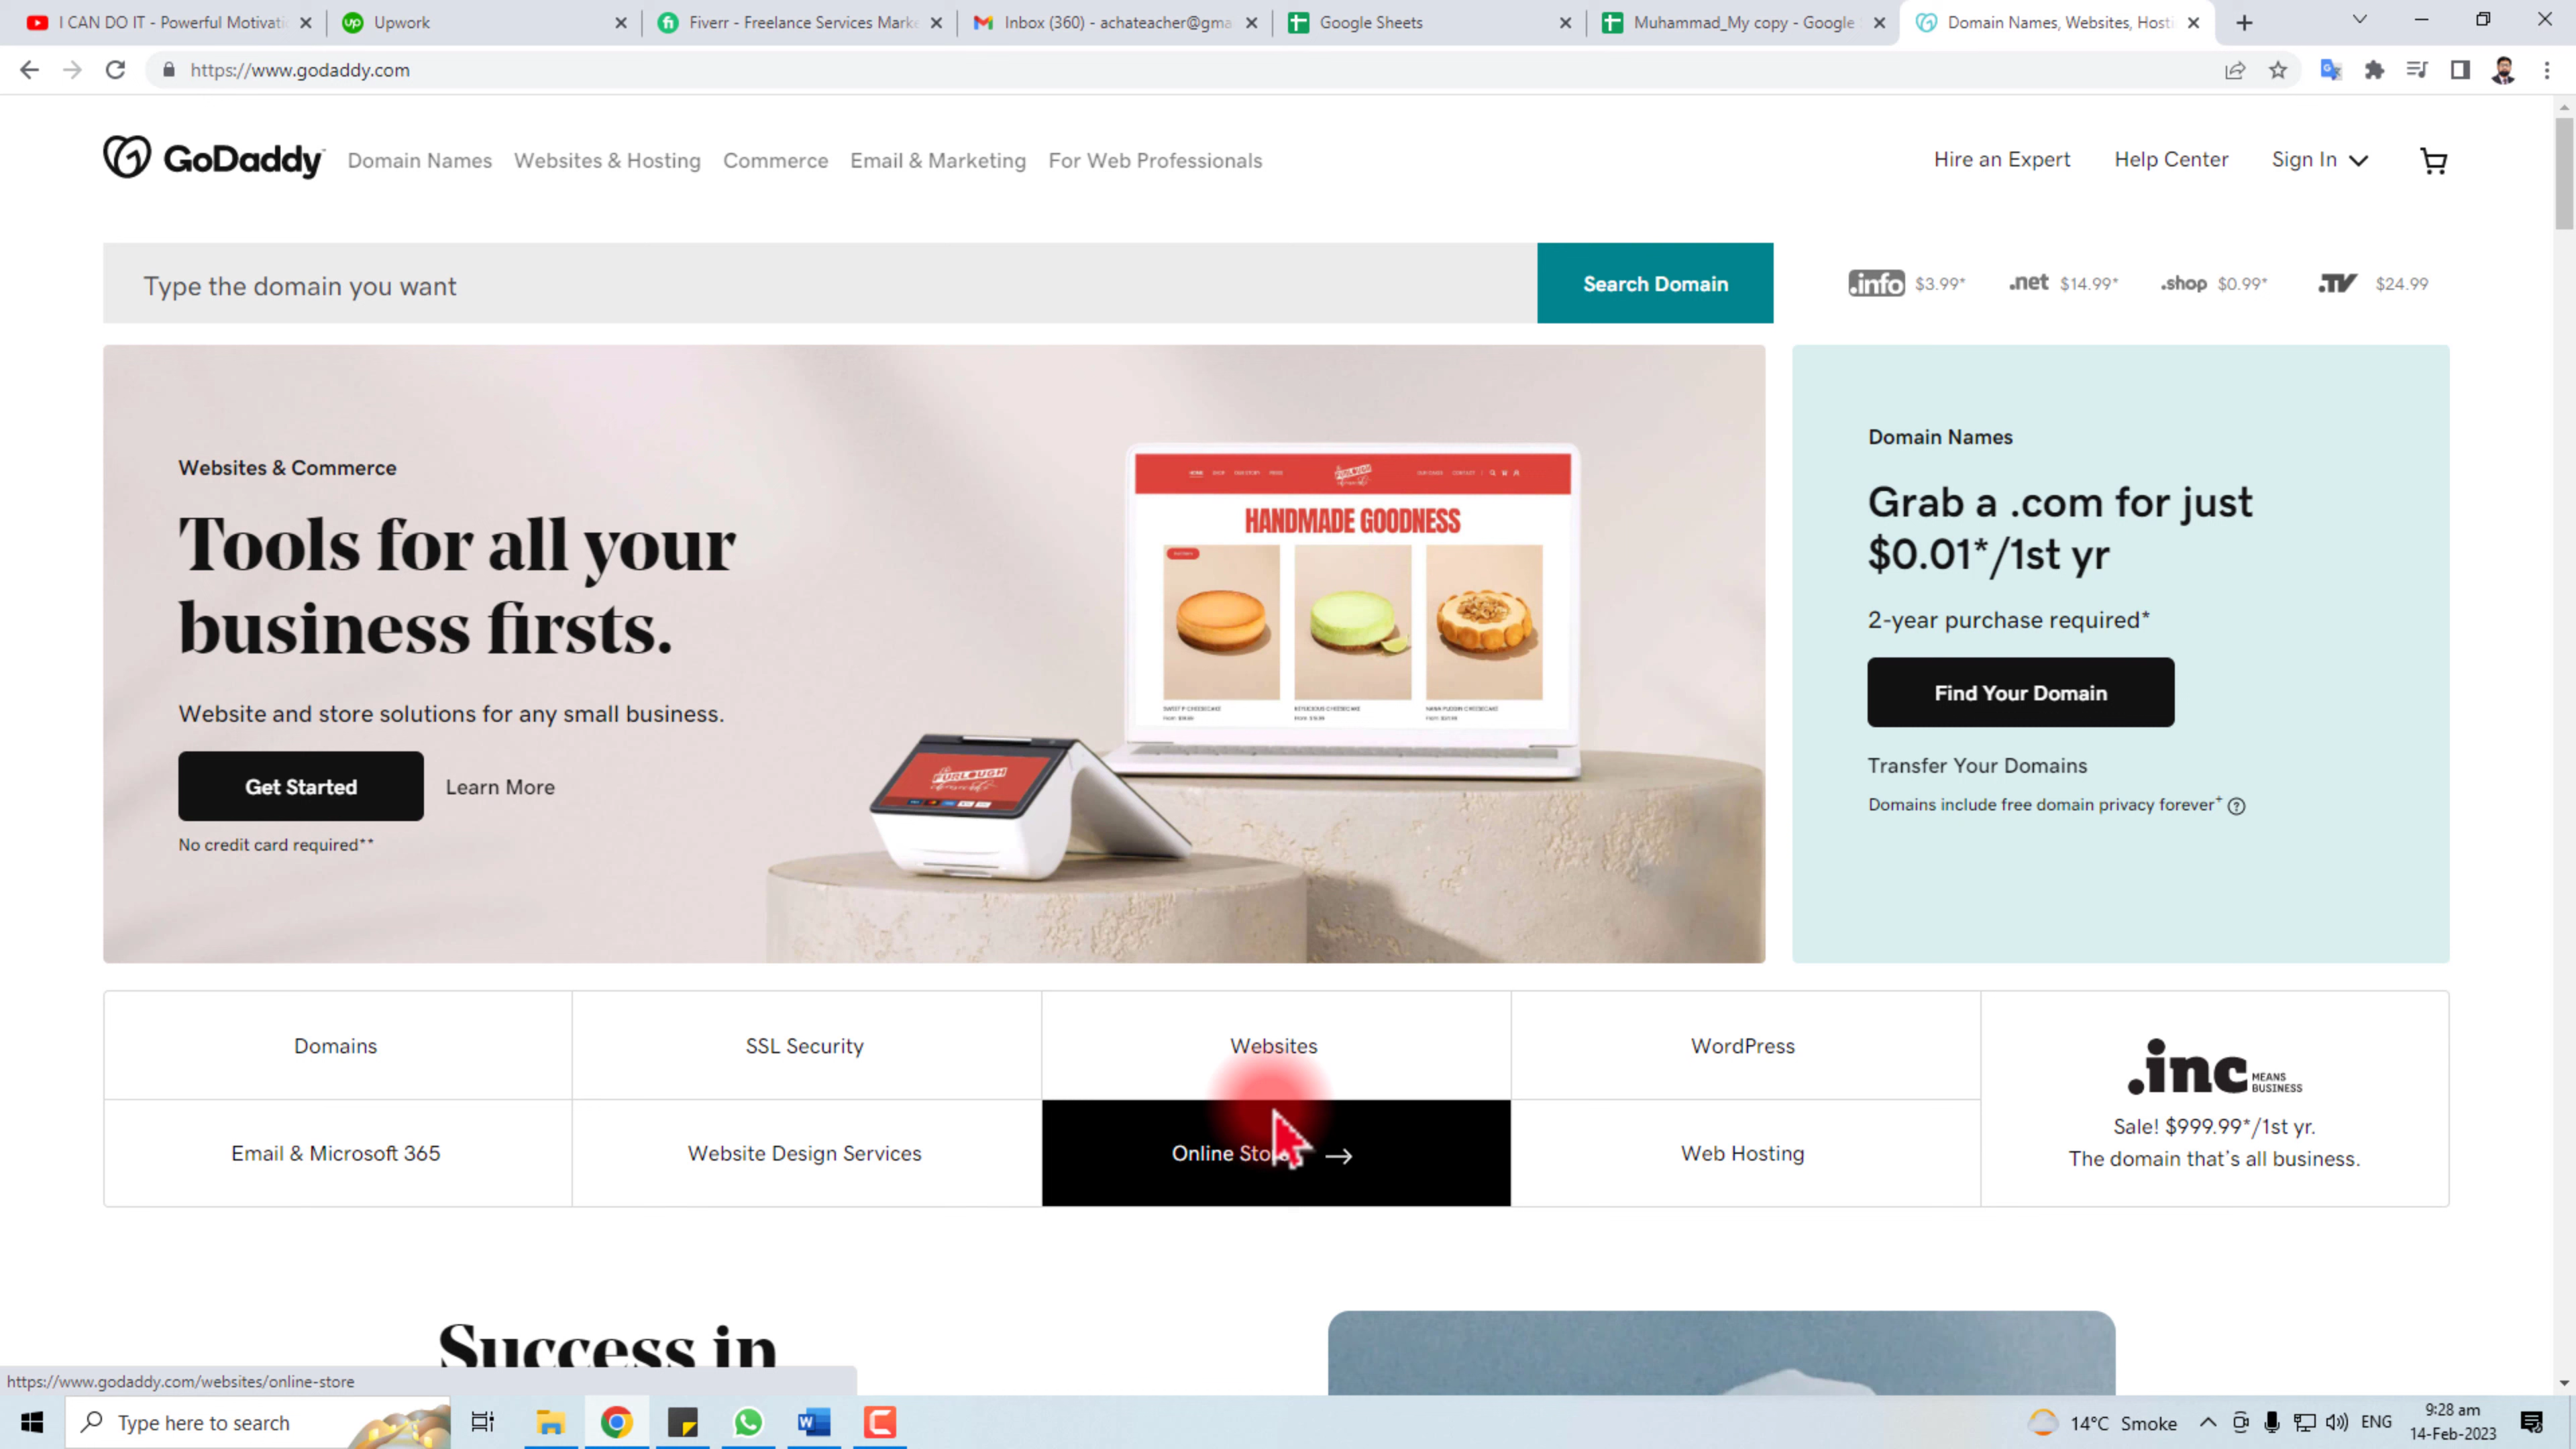 I CAN DO IT - Powerful Motivati
Upwork
Fiverr - Freelance Services Marke
Inbox (360) - achateacher@gma
Google Sheets
Muhammad_My copy - Google
Domain Names, Websites, Hosti
https://www.godaddy.com
GoDaddy
Domain Names
Websites & Hosting
Commerce
Email & Marketing
For Web Professionals
Hire an Expert
Help Center
Sign In
Type the domain you want
Search Domain
.info $3.99*
.net $14.99*
.shop $0.99*
.TV $24.99
Websites & Commerce
Tools for all your
business firsts.
Website and store solutions for any small business.
Get Started
Learn More
No credit card required**
HANDMADE GOODNESS
Domain Names
Grab a .com for just
$0.01*/1st yr
2-year purchase required*
Find Your Domain
Transfer Your Domains
Domains include free domain privacy forever+
Domains
SSL Security
Websites
WordPress
Email & Microsoft 365
Website Design Services
Online Store
Web Hosting
.inc MEANS
BUSINESS
Sale! $999.99*/1st yr.
The domain that's all business.
Success in
https://www.godaddy.com/websites/online-store
Type here to search
14°C Smoke
ENG
9:28 am
14-Feb-2023